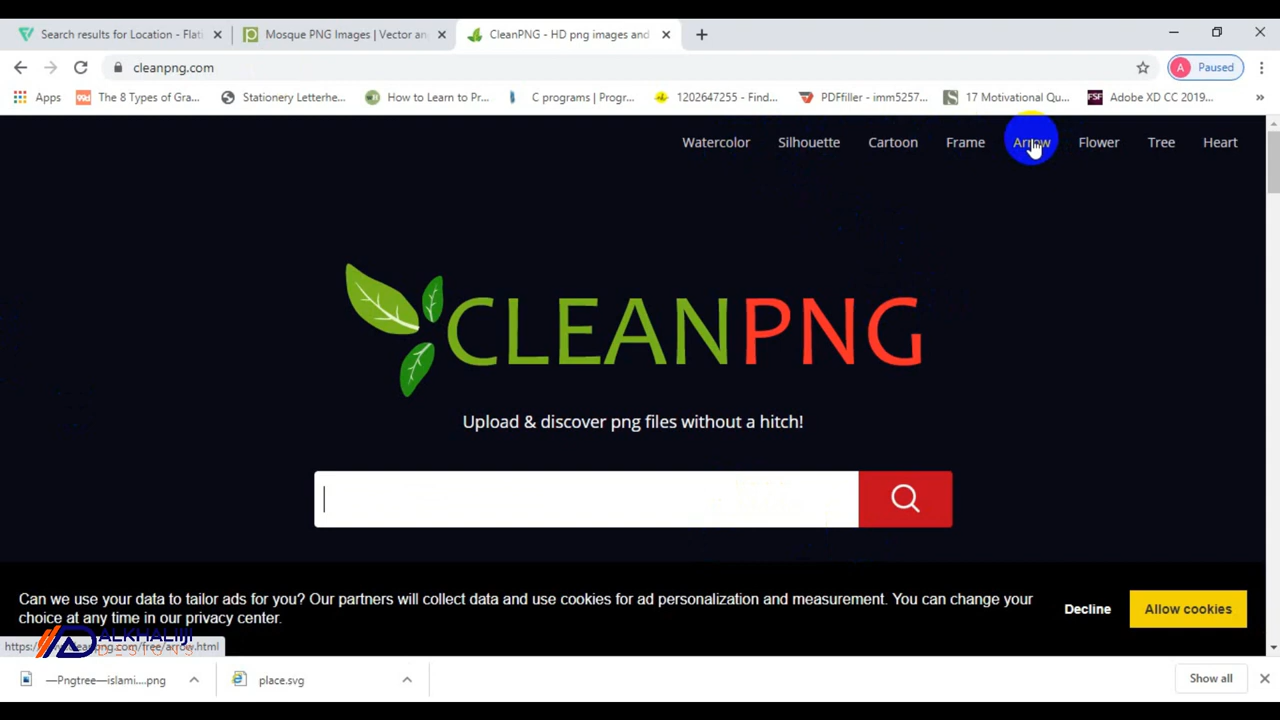 Search results for Location - Flati
Mosque PNG Images | Vector an
CleanPNG - HD png images and
cleanpng.com
A Paused
Apps
99d The 8 Types of Gra...
Stationery Letterhe...
How to Learn to Pr...
C programs | Progr...
1202647255 - Find...
PDFfiller - imm5257...
17 Motivational Qu...
FSF Adobe XD CC 2019...
Watercolor Silhouette Cartoon Frame Arrow Flower Tree Heart
CLEANPNG
Upload & discover png files without a hitch!
Can we use your data to tailor ads for you? Our partners will collect data and use cookies for ad personalization and measurement. You can change your
choice at any time in our privacy center.
Decline
Allow cookies
ALKHALIJI
DESIGNS
—Pngtree—islami....png
place.svg
Show all